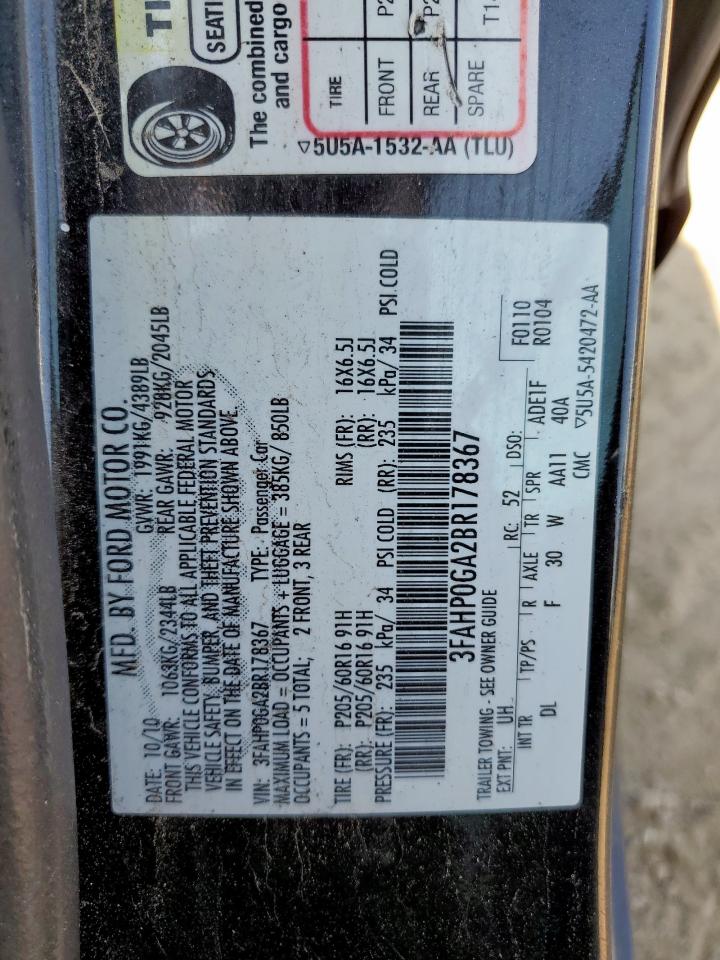 TI
SEATI
The combined
and cargo
TIRE
FRONT P2
REAR P2
SPARE T1
▽5U5A-1532-AA (TLU)
MFD. BY FORD MOTOR CO.
DATE: 10/10 GVWR: 1991KG/4389LB
FRONT GAWR: 1063KG/2344LB REAR GAWR: 928KG/2045LB
THIS VEHICLE CONFORMS TO ALL APPLICABLE FEDERAL MOTOR
VEHICLE SAFETY, BUMPER, AND THEFT PREVENTION STANDARDS
IN EFFECT ON THE DATE OF MANUFACTURE SHOWN ABOVE.
VIN: 3FAHP0GA2BR178367 TYPE: Passenger Car
MAXIMUM LOAD = OCCUPANTS + LUGGAGE = 385KG/ 850LB
OCCUPANTS = 5 TOTAL; 2 FRONT, 3 REAR
TIRE (FR): P205/60R16 91H RIMS (FR): 16X6.5J
(RR): P205/60R16 91H (RR): 16X6.5J
PRESSURE (FR): 235 kPa/ 34 PSI COLD (RR): 235 kPa/ 34 PSI COLD
3FAHP0GA2BR178367
TRAILER TOWING - SEE OWNER GUIDE
EXT PNT: UH RC: 52 DSO: F0110
R0104
INT TR TP/PS R AXLE TR SPR ADE1F
DL F 30 W AA11 40A
CMC ▽5U5A-5420472-AA